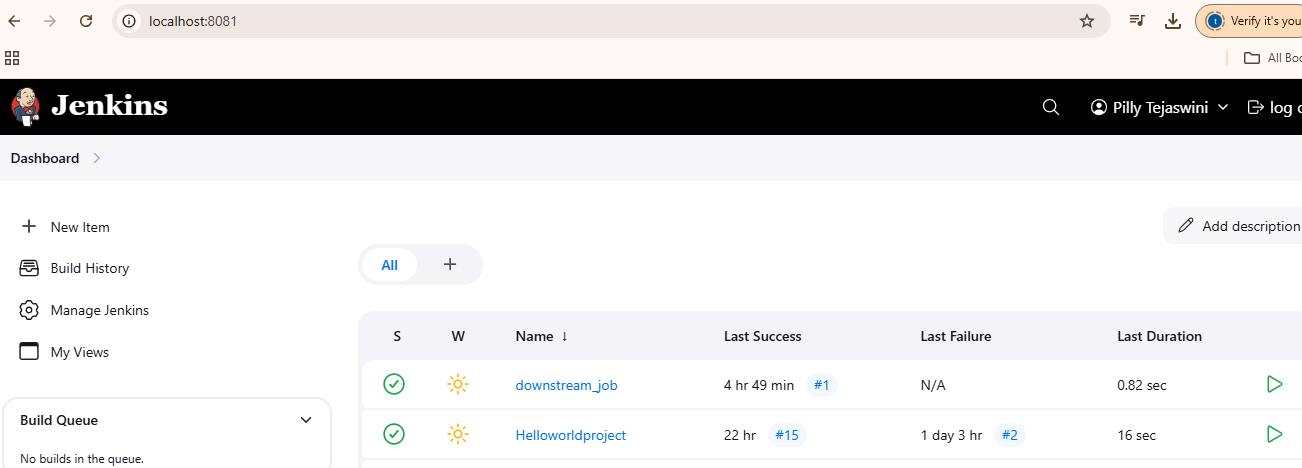 localhost:8081
Verify it's you
All Boo
Jenkins
Pilly Tejaswini
log o
Dashboard
New Item
Build History
Manage Jenkins
My Views
Add description
All
S W Name ↓ Last Success Last Failure Last Duration
downstream_job 4 hr 49 min #1 N/A 0.82 sec
Helloworldproject 22 hr #15 1 day 3 hr #2 16 sec
Build Queue
No builds in the queue.